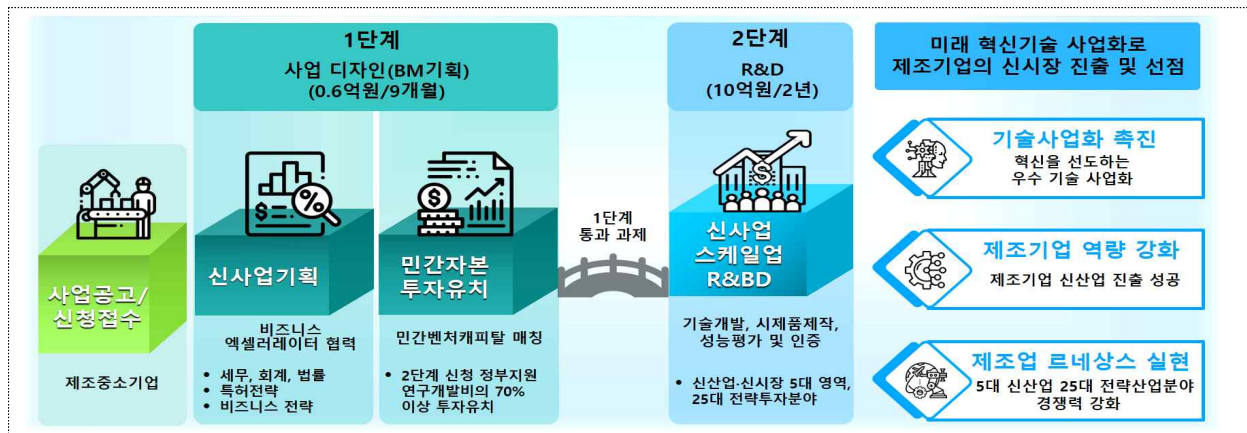 1단계
사업 디자인(BM기획)
(0.6억원/9개월)
2단계
R&D
(10억원/2년)
미래 혁신기술 사업화로
제조기업의 신시장 진출 및 선점
사업공고/
신청접수
제조중소기업
신사업기획
비즈니스
엑셀러레이터 협력
• 세무, 회계, 법률
• 특허전략
• 비즈니스 전략
민간자본
투자유치
민간벤처캐피탈 매칭
• 2단계 신청 정부지원
연구개발비의 70%
이상 투자유치
1단계
통과 과제
신사업
스케일업
R&BD
기술개발, 시제품제작,
성능평가 및 인증
• 신산업·신시장 5대 영역,
25대 전략투자분야
기술사업화 촉진
혁신을 선도하는
우수 기술 사업화
제조기업 역량 강화
제조기업 신산업 진출 성공
제조업 르네상스 실현
5대 신산업 25대 전략산업분야
경쟁력 강화